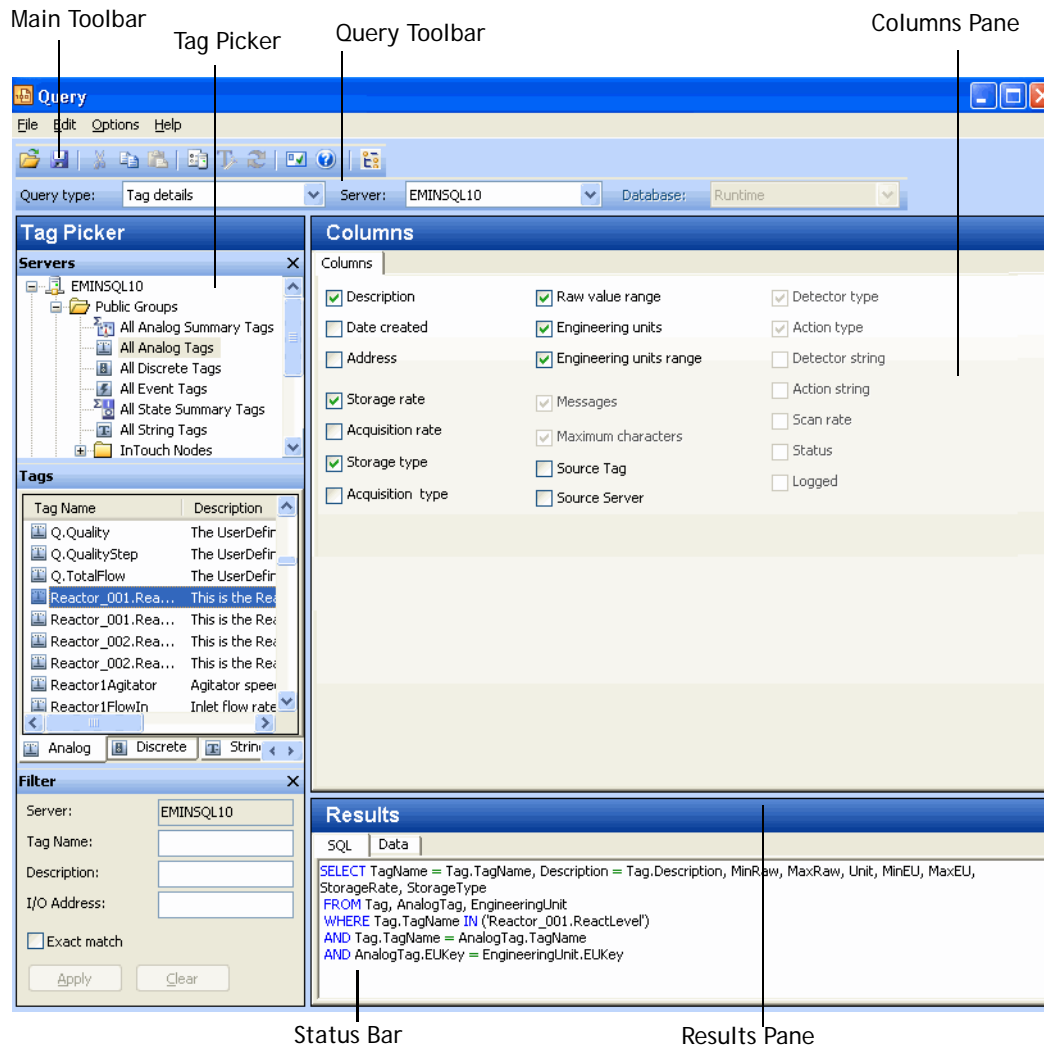 Main Toolbar
Tag Picker
Query Toolbar
Columns Pane
Query
File Edit Options Help
Query type: Tag details Server: EMINSQL10 Database: Runtime
Tag Picker
Servers
EMINSQL10
Public Groups
All Analog Summary Tags
All Analog Tags
All Discrete Tags
All Event Tags
All State Summary Tags
All String Tags
InTouch Nodes
Tags
Tag Name Description
Q.Quality The UserDefir
Q.QualityStep The UserDefir
Q.TotalFlow The UserDefir
Reactor_001.Rea... This is the Rea
Reactor_001.Rea... This is the Rea
Reactor_002.Rea... This is the Rea
Reactor_002.Rea... This is the Rea
Reactor1Agitator Agitator speed
Reactor1FlowIn Inlet flow rate
Analog Discrete String
Filter
Server: EMINSQL10
Tag Name:
Description:
I/O Address:
Exact match
Apply Clear
Columns
Columns
Description Raw value range Detector type
Date created Engineering units Action type
Address Engineering units range Detector string
Storage rate Messages Action string
Acquisition rate Maximum characters Scan rate
Storage type Source Tag Status
Acquisition type Source Server Logged
Results
SQL Data
SELECT TagName = Tag.TagName, Description = Tag.Description, MinRaw, MaxRaw, Unit, MinEU, MaxEU,
StorageRate, StorageType
FROM Tag, AnalogTag, EngineeringUnit
WHERE Tag.TagName IN ('Reactor_001.ReactLevel')
AND Tag.TagName = AnalogTag.TagName
AND AnalogTag.EUKey = EngineeringUnit.EUKey
Status Bar
Results Pane